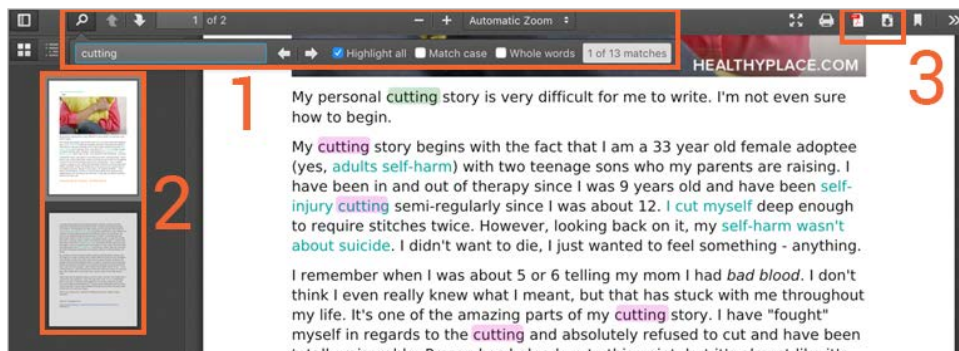 1 of 2
Automatic Zoom
cutting
Highlight all
Match case
Whole words
1 of 13 matches
1
2
3
HEALTHYPLACE.COM
My personal cutting story is very difficult for me to write. I'm not even sure
how to begin.
My cutting story begins with the fact that I am a 33 year old female adoptee
(yes, adults self-harm) with two teenage sons who my parents are raising. I
have been in and out of therapy since I was 9 years old and have been self-
injury cutting semi-regularly since I was about 12. I cut myself deep enough
to require stitches twice. However, looking back on it, my self-harm wasn't
about suicide. I didn't want to die, I just wanted to feel something - anything.
I remember when I was about 5 or 6 telling my mom I had bad blood. I don't
think I even really knew what I meant, but that has stuck with me throughout
my life. It's one of the amazing parts of my cutting story. I have "fought"
myself in regards to the cutting and absolutely refused to cut and have been